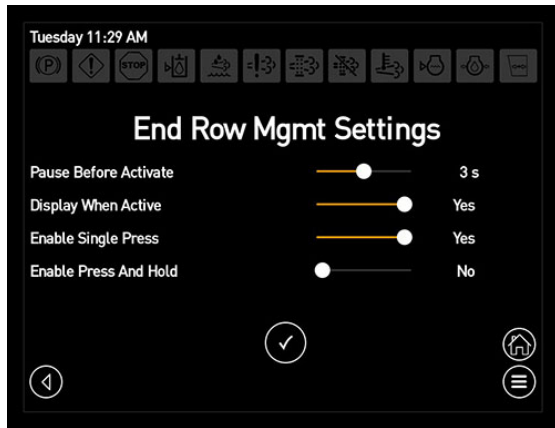 Tuesday 11:29 AM
P ! STOP
End Row Mgmt Settings
Pause Before Activate 3 s
Display When Active Yes
Enable Single Press Yes
Enable Press And Hold No